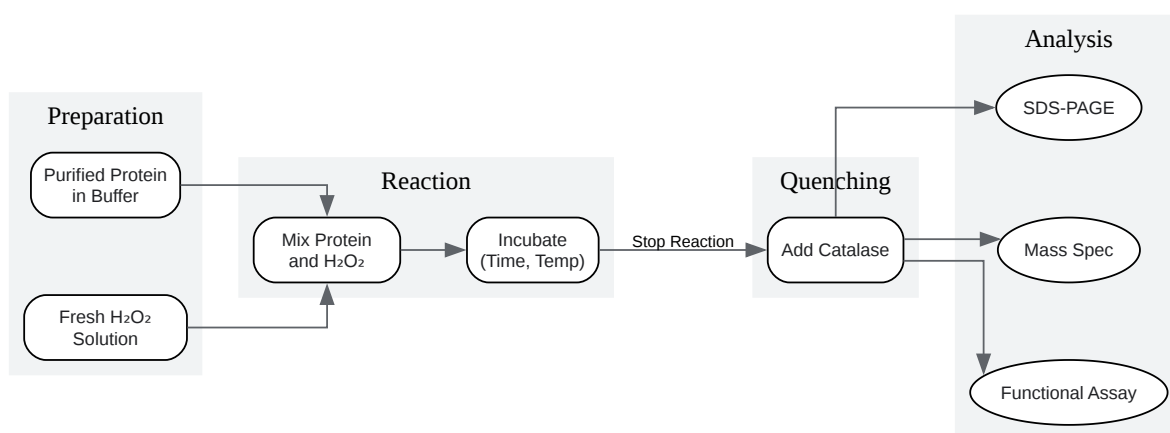 Preparation
Purified Protein
in Buffer
Fresh H₂O₂
Solution
Reaction
Mix Protein
and H₂O₂
Incubate
(Time, Temp)
Stop Reaction
Quenching
Add Catalase
Analysis
SDS-PAGE
Mass Spec
Functional Assay